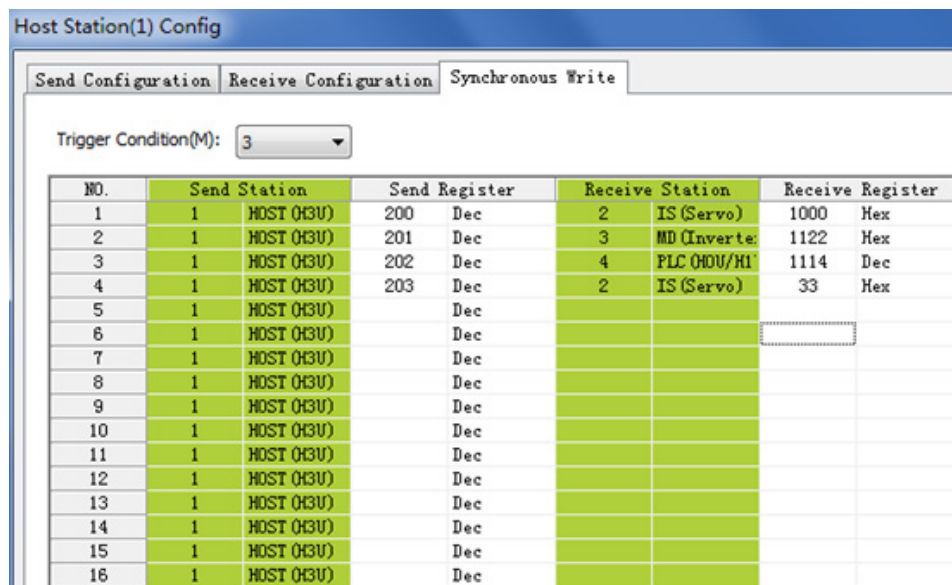 Host Station(1) Config
Send Configuration Receive Configuration Synchronous Write
Trigger Condition(M): 3
NO. Send Station Send Register Receive Station Receive Register
1 1 HOST(H3U) 200 Dec 2 IS(Servo) 1000 Hex
2 1 HOST(H3U) 201 Dec 3 MD(Inverte: 1122 Hex
3 1 HOST(H3U) 202 Dec 4 PLC(H0U/H1 1114 Dec
4 1 HOST(H3U) 203 Dec 2 IS(Servo) 33 Hex
5 1 HOST(H3U) Dec
6 1 HOST(H3U) Dec
7 1 HOST(H3U) Dec
8 1 HOST(H3U) Dec
9 1 HOST(H3U) Dec
10 1 HOST(H3U) Dec
11 1 HOST(H3U) Dec
12 1 HOST(H3U) Dec
13 1 HOST(H3U) Dec
14 1 HOST(H3U) Dec
15 1 HOST(H3U) Dec
16 1 HOST(H3U) Dec